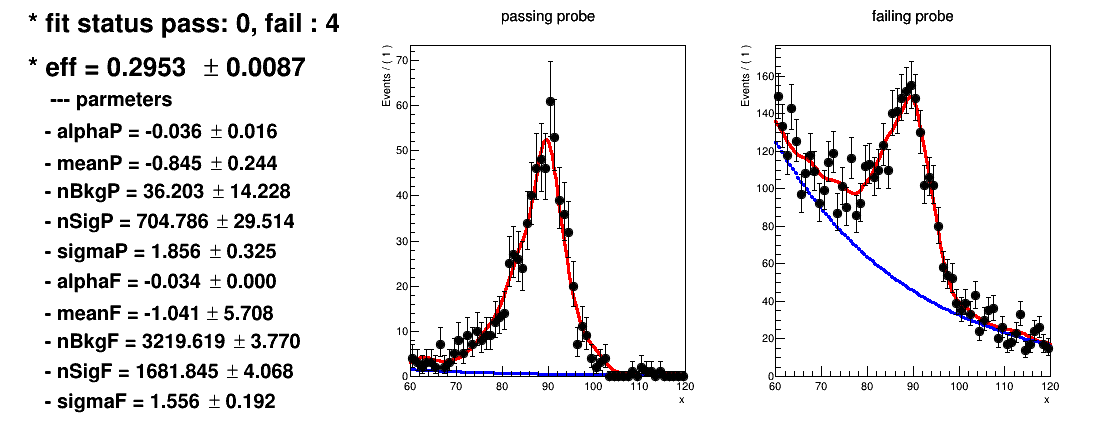 * fit status pass: 0, fail : 4
* eff = 0.2953 ± 0.0087
--- parmeters
- alphaP = -0.036 ± 0.016
- meanP = -0.845 ± 0.244
- nBkgP = 36.203 ± 14.228
- nSigP = 704.786 ± 29.514
- sigmaP = 1.856 ± 0.325
- alphaF = -0.034 ± 0.000
- meanF = -1.041 ± 5.708
- nBkgF = 3219.619 ± 3.770
- nSigF = 1681.845 ± 4.068
- sigmaF = 1.556 ± 0.192
passing probe
Events / ( 1 )
70
60
50
40
30
20
10
0
60 70 80 90 100 110 120
x
failing probe
Events / ( 1 )
160
140
120
100
80
60
40
20
0
60 70 80 90 100 110 120
x